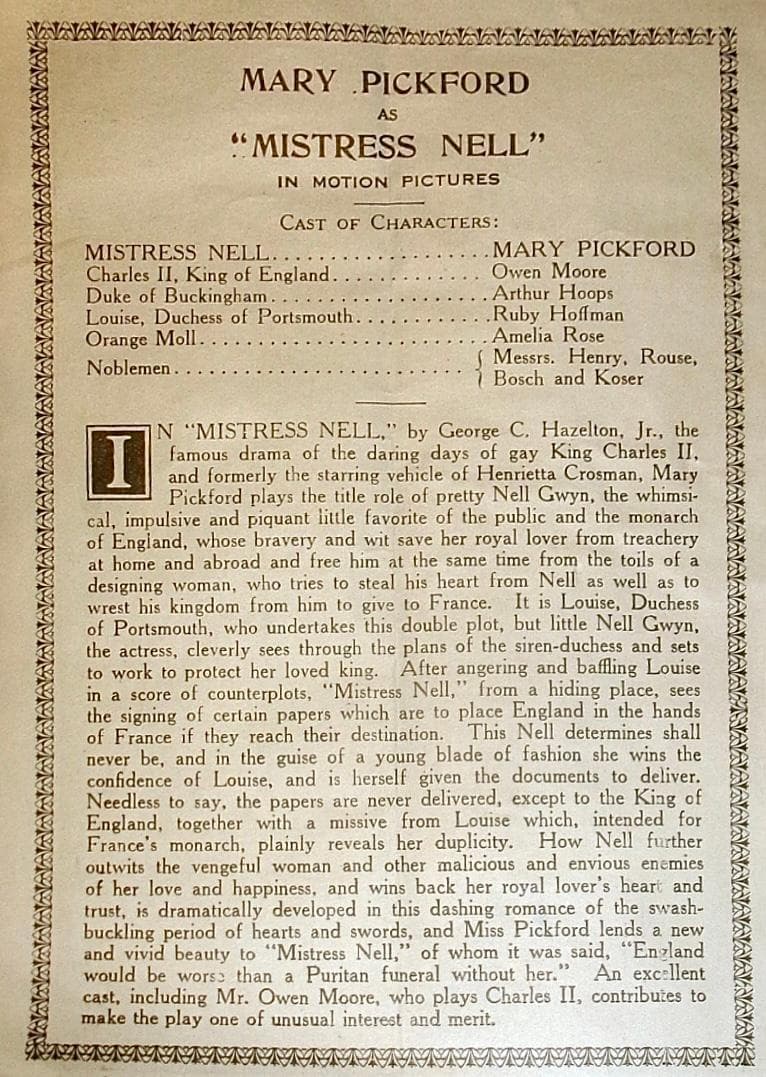 MARY PICKFORD
AS
“MISTRESS NELL”
IN MOTION PICTURES
CAST OF CHARACTERS:
MISTRESS NELL...................MARY PICKFORD
Charles II, King of England............. Owen Moore
Duke of Buckingham...................Arthur Hoops
Louise, Duchess of Portsmouth............Ruby Hoffman
Orange Moll.........................Amelia Rose
Noblemen......................... { Messrs. Henry, Rouse,
Bosch and Koser
IN “MISTRESS NELL,” by George C. Hazelton, Jr., the
famous drama of the daring days of gay King Charles II,
and formerly the starring vehicle of Henrietta Crosman, Mary
Pickford plays the title role of pretty Nell Gwyn, the whimsi-
cal, impulsive and piquant little favorite of the public and the monarch
of England, whose bravery and wit save her royal lover from treachery
at home and abroad and free him at the same time from the toils of a
designing woman, who tries to steal his heart from Nell as well as to
wrest his kingdom from him to give to France. It is Louise, Duchess
of Portsmouth, who undertakes this double plot, but little Nell Gwyn,
the actress, cleverly sees through the plans of the siren-duchess and sets
to work to protect her loved king. After angering and baffling Louise
in a score of counterplots, “Mistress Nell,” from a hiding place, sees
the signing of certain papers which are to place England in the hands
of France if they reach their destination. This Nell determines shall
never be, and in the guise of a young blade of fashion she wins the
confidence of Louise, and is herself given the documents to deliver.
Needless to say, the papers are never delivered, except to the King of
England, together with a missive from Louise which, intended for
France’s monarch, plainly reveals her duplicity. How Nell further
outwits the vengeful woman and other malicious and envious enemies
of her love and happiness, and wins back her royal lover’s heart and
trust, is dramatically developed in this dashing romance of the swash-
buckling period of hearts and swords, and Miss Pickford lends a new
and vivid beauty to “Mistress Nell,” of whom it was said, “England
would be worse than a Puritan funeral without her.” An excellent
cast, including Mr. Owen Moore, who plays Charles II, contributes to
make the play one of unusual interest and merit.